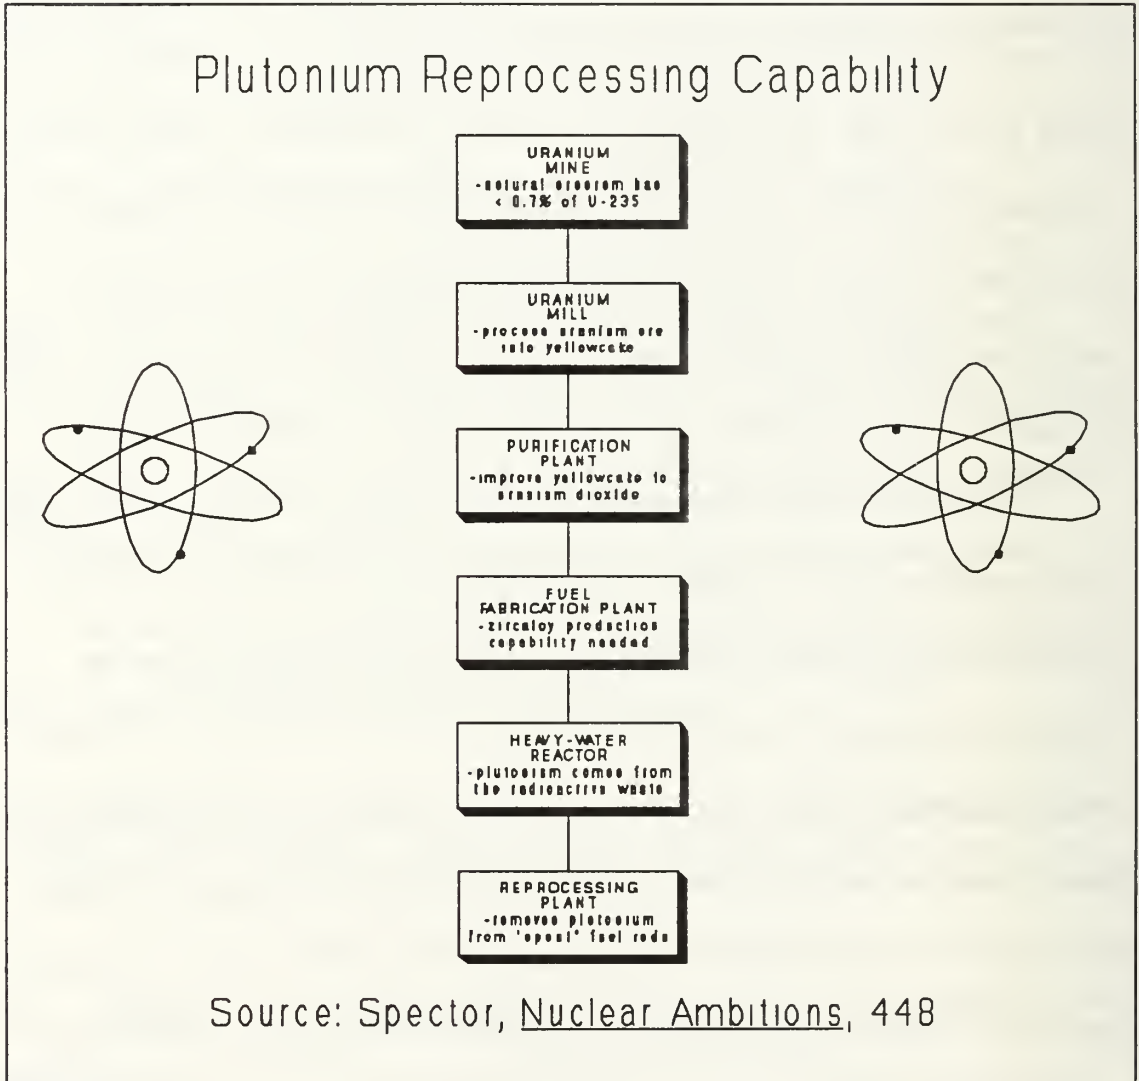 Plutonium Reprocessing Capability
URANIUM
MINE
-natural uranium has
< 0.7% of U-235
URANIUM
MILL
-process uranium ore
into yellowcake
PURIFICATION
PLANT
-improve yellowcake to
uranium dioxide
FUEL
FABRICATION PLANT
-zircaloy production
capability needed
HEAVY-WATER
REACTOR
-plutonium comes from
the radioactive waste
REPROCESSING
PLANT
-removes plutonium
from "spent" fuel rods
Source: Spector, Nuclear Ambitions, 448